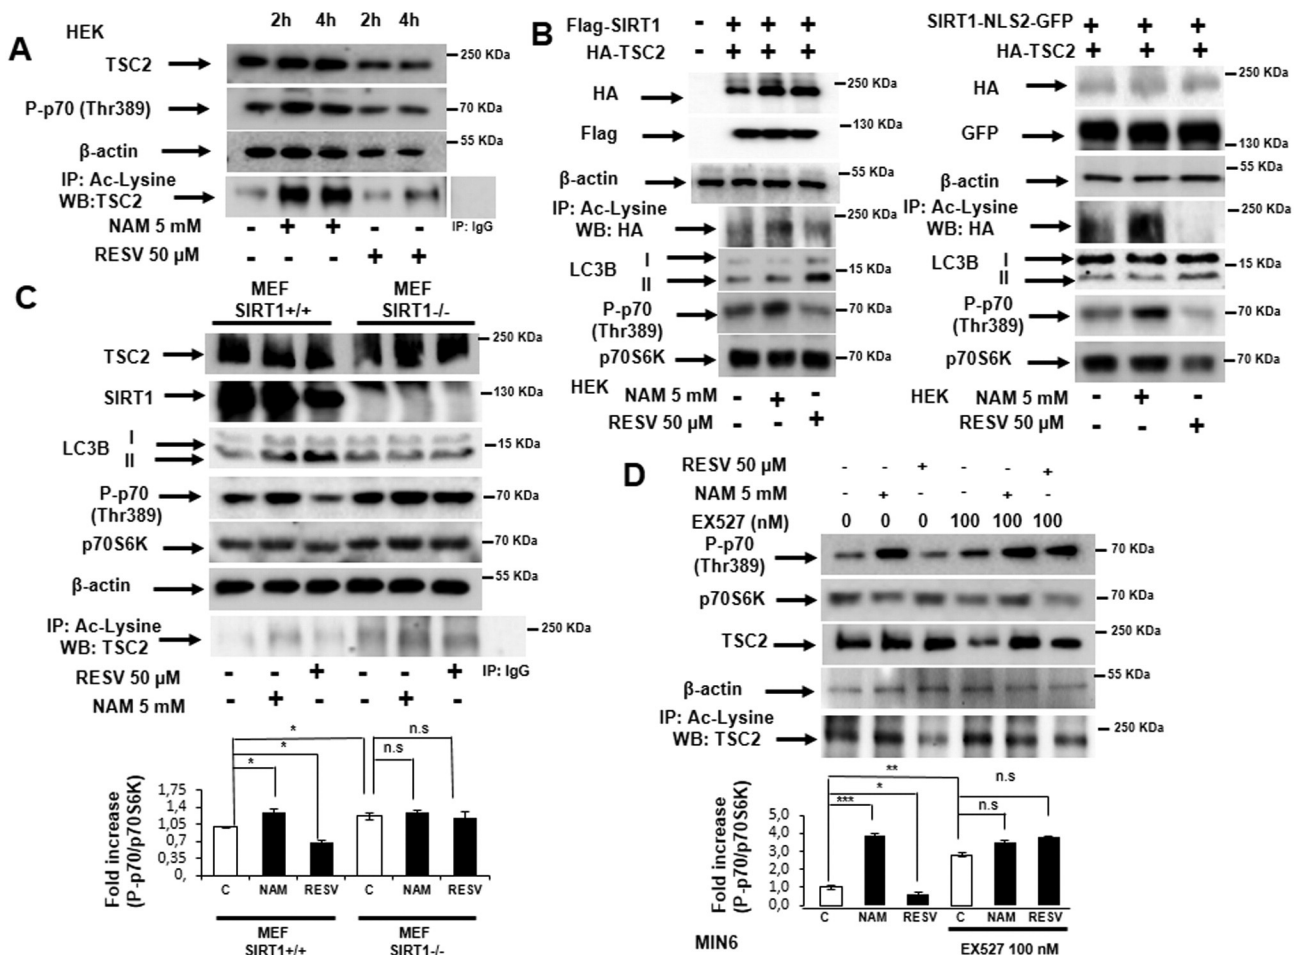 A
HEK
2h 4h 2h 4h
TSC2
250 KDa
P-p70 (Thr389)
70 KDa
β-actin
55 KDa
IP: Ac-Lysine
WB:TSC2
IP: IgG
NAM 5 mM - + + - -
RESV 50 µM - - - + +
B
Flag-SIRT1 - + + +
HA-TSC2 - + + +
HA
250 KDa
Flag
130 KDa
β-actin
55 KDa
IP: Ac-Lysine
WB: HA
250 KDa
LC3B I
II
15 KDa
P-p70
(Thr389)
70 KDa
p70S6K
70 KDa
HEK
NAM 5 mM - + -
RESV 50 µM - - +
SIRT1-NLS2-GFP + + +
HA-TSC2 + + +
HA
250 KDa
GFP
130 KDa
β-actin
55 KDa
IP: Ac-Lysine
WB: HA
250 KDa
LC3B I
II
15 KDa
P-p70
(Thr389)
70 KDa
p70S6K
70 KDa
HEK NAM 5 mM - + -
RESV 50 µM - - +
C
MEF
SIRT1+/+
MEF
SIRT1-/-
TSC2
250 KDa
SIRT1
130 KDa
LC3B I
II
15 KDa
P-p70
(Thr389)
70 KDa
p70S6K
70 KDa
β-actin
55 KDa
IP: Ac-Lysine
WB: TSC2
250 KDa
IP: IgG
RESV 50 µM - - + - - +
NAM 5 mM - + - - + -
* * * n.s n.s
Fold increase
(P-p70/p70S6K)
1,75
1,4
1,05
0,7
0,35
0,
C NAM RESV C NAM RESV
MEF
SIRT1+/+
MEF
SIRT1-/-
D
RESV 50 µM - - + - - +
NAM 5 mM - + - - + -
EX527 (nM) 0 0 0 100 100 100
P-p70
(Thr389)
70 KDa
p70S6K
70 KDa
TSC2
250 KDa
β-actin
55 KDa
IP: Ac-Lysine
WB: TSC2
250 KDa
** * *** n.s n.s
Fold increase
(P-p70/p70S6K)
5,0
4,0
3,0
2,0
1,0
0,0
C NAM RESV C NAM RESV
MIN6
EX527 100 nM